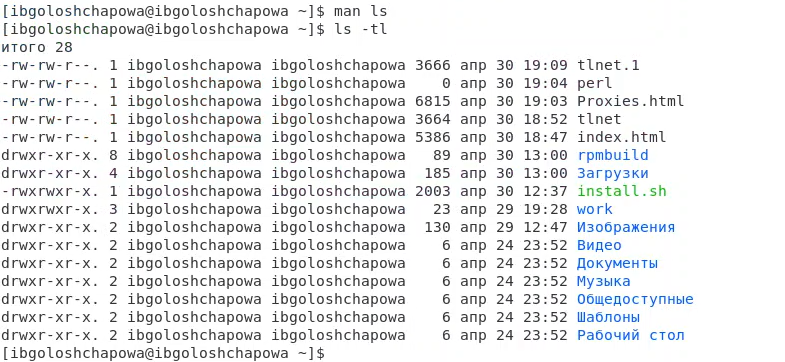 [ibgoloshchapowa@ibgoloshchapowa ~]$ man ls
[ibgoloshchapowa@ibgoloshchapowa ~]$ ls -tl
итого 28
-rw-rw-r--. 1 ibgoloshchapowa ibgoloshchapowa 3666 апр 30 19:09 tlnet.1
-rw-rw-r--. 1 ibgoloshchapowa ibgoloshchapowa    0 апр 30 19:04 perl
-rw-rw-r--. 1 ibgoloshchapowa ibgoloshchapowa 6815 апр 30 19:03 Proxies.html
-rw-rw-r--. 1 ibgoloshchapowa ibgoloshchapowa 3664 апр 30 18:52 tlnet
-rw-rw-r--. 1 ibgoloshchapowa ibgoloshchapowa 5386 апр 30 18:47 index.html
drwxr-xr-x. 8 ibgoloshchapowa ibgoloshchapowa   89 апр 30 13:00 rpmbuild
drwxr-xr-x. 4 ibgoloshchapowa ibgoloshchapowa  185 апр 30 13:00 Загрузки
-rwxrwxr-x. 1 ibgoloshchapowa ibgoloshchapowa 2003 апр 30 12:37 install.sh
drwxrwxr-x. 3 ibgoloshchapowa ibgoloshchapowa   23 апр 29 19:28 work
drwxr-xr-x. 2 ibgoloshchapowa ibgoloshchapowa  130 апр 29 12:47 Изображения
drwxr-xr-x. 2 ibgoloshchapowa ibgoloshchapowa    6 апр 24 23:52 Видео
drwxr-xr-x. 2 ibgoloshchapowa ibgoloshchapowa    6 апр 24 23:52 Документы
drwxr-xr-x. 2 ibgoloshchapowa ibgoloshchapowa    6 апр 24 23:52 Музыка
drwxr-xr-x. 2 ibgoloshchapowa ibgoloshchapowa    6 апр 24 23:52 Общедоступные
drwxr-xr-x. 2 ibgoloshchapowa ibgoloshchapowa    6 апр 24 23:52 Шаблоны
drwxr-xr-x. 2 ibgoloshchapowa ibgoloshchapowa    6 апр 24 23:52 Рабочий стол
[ibgoloshchapowa@ibgoloshchapowa ~]$